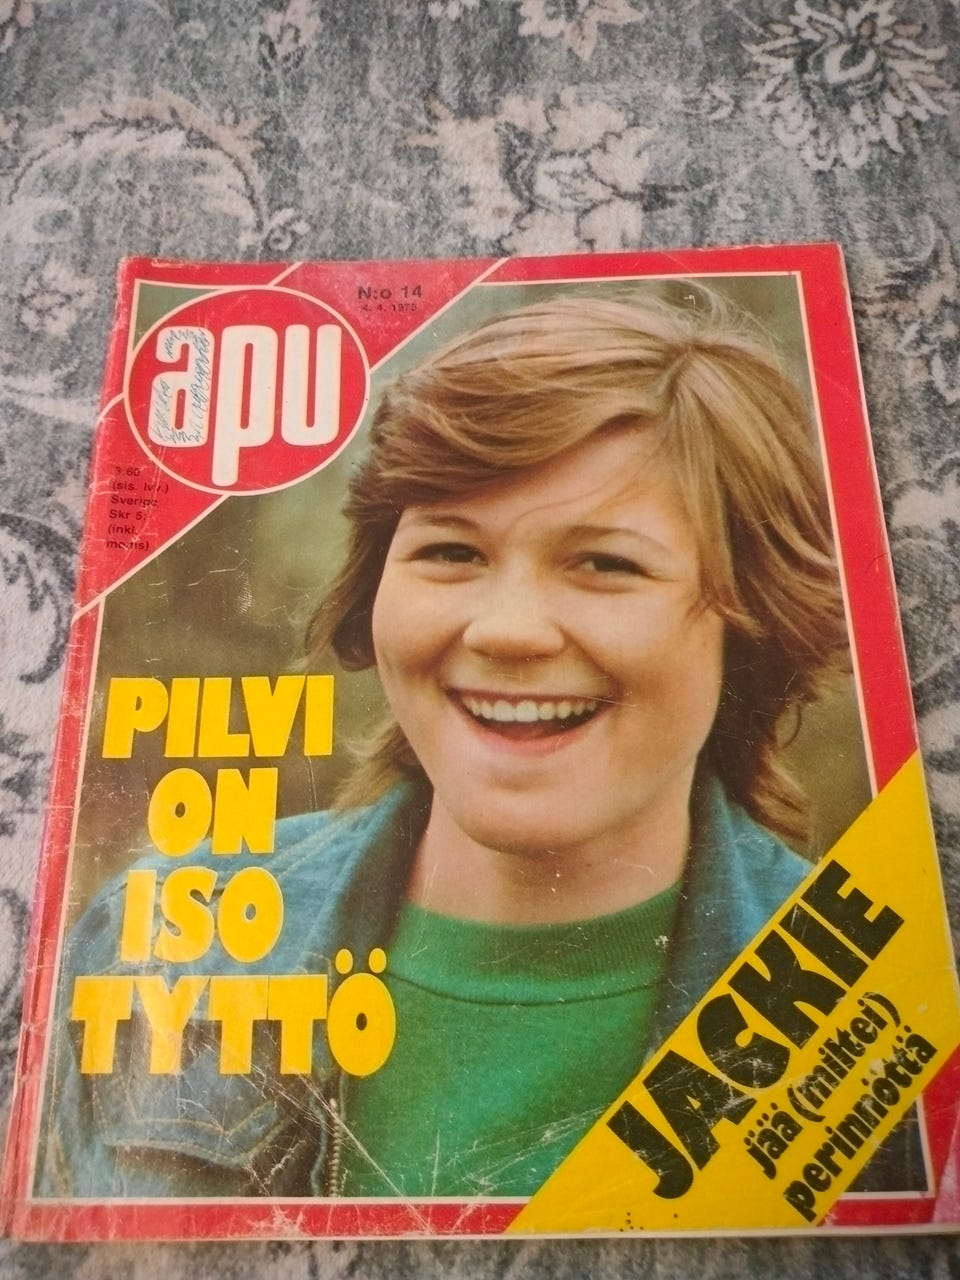 apu
N:o 14
4. 4. 1975
3:60
(sis. lvv.)
Sverige
Skr 5:-
(inkl.
moms)
PILVI
ON
ISO
TYTTÖ
JACKIE
jää (miltei)
perinnöttä